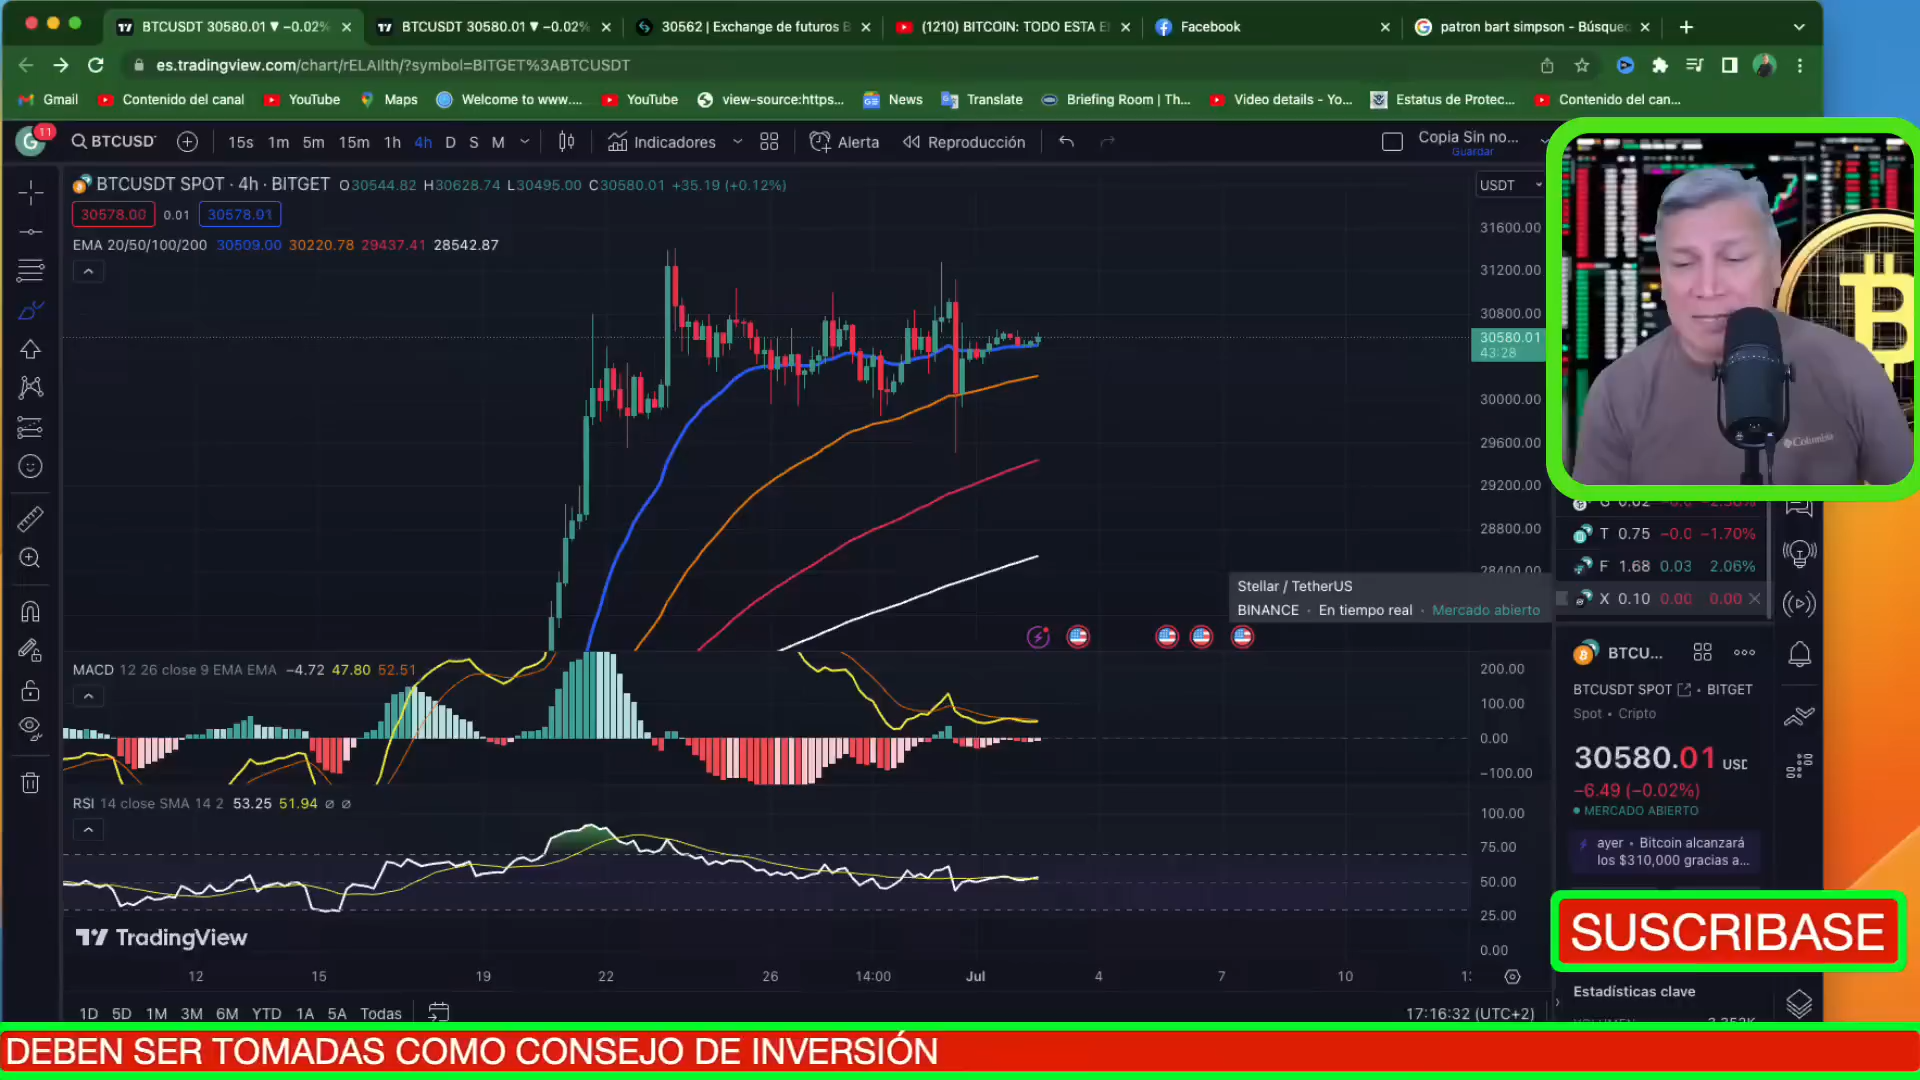 BTCUSDT 30580.01 ▼ −0.02%
BTCUSDT 30580.01 ▼ −0.02%
30562 | Exchange de futuros B
(1210) BITCOIN: TODO ESTA E
Facebook
patron bart simpson - Búsqued
es.tradingview.com/chart/rELAIlth/?symbol=BITGET%3ABTCUSDT
Gmail
Contenido del canal
YouTube
Maps
Welcome to www....
YouTube
view-source:https...
News
Translate
Briefing Room | Th...
Video details - Yo...
Estatus de Protec...
Contenido del can...
G
11
BTCUSD
15s
1m
5m
15m
1h
4h
D
S
M
Indicadores
Alerta
Reproducción
Copia Sin no...
Guardar
BTCUSDT SPOT · 4h · BITGET O30544.82 H30628.74 L30495.00 C30580.01 +35.19 (+0.12%)
30578.00 0.01 30578.01
EMA 20/50/100/200 30509.00 30220.78 29437.41 28542.87
USDT
31600.00
31200.00
30800.00
30580.01
43:28
30000.00
29600.00
29200.00
28800.00
28400.00
Columbia
T 0.75 −0.0 −1.70%
F 1.68 0.03 2.06%
X 0.10 0.00 0.00
Stellar / TetherUS
BINANCE · En tiempo real · Mercado abierto
MACD 12 26 close 9 EMA EMA −4.72 47.80 52.51
200.00
100.00
0.00
−100.00
RSI 14 close SMA 14 2 53.25 51.94 ∅ ∅
100.00
75.00
50.00
25.00
0.00
BTCU...
BTCUSDT SPOT · BITGET
Spot · Cripto
30580.01 USD
−6.49 (−0.02%)
MERCADO ABIERTO
ayer · Bitcoin alcanzará
los $310,000 gracias a...
SUSCRIBASE
TradingView
12
15
19
22
26
14:00
Jul
4
7
10
Estadísticas clave
1D
5D
1M
3M
6M
YTD
1A
5A
Todas
17:16:32 (UTC+2)
DEBEN SER TOMADAS COMO CONSEJO DE INVERSIÓN